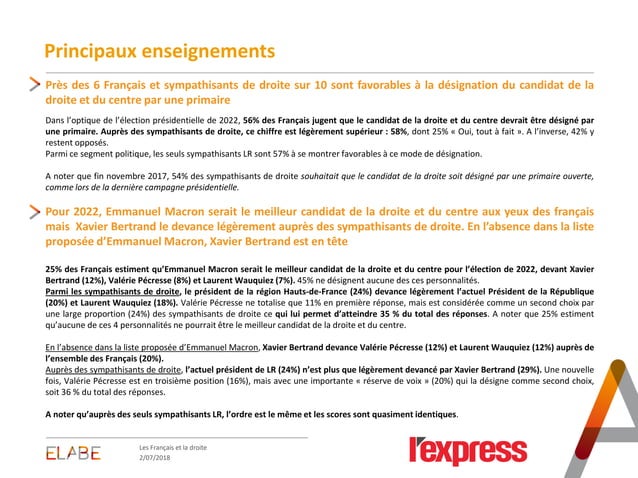 Principaux enseignements
Près des 6 Français et sympathisants de droite sur 10 sont favorables à la désignation du candidat de la
droite et du centre par une primaire
Dans l’optique de l’élection présidentielle de 2022, 56% des Français jugent que le candidat de la droite et du centre devrait être désigné par
une primaire. Auprès des sympathisants de droite, ce chiffre est légèrement supérieur : 58%, dont 25% « Oui, tout à fait ». A l’inverse, 42% y
restent opposés.
Parmi ce segment politique, les seuls sympathisants LR sont 57% à se montrer favorables à ce mode de désignation.
A noter que fin novembre 2017, 54% des sympathisants de droite souhaitait que le candidat de la droite soit désigné par une primaire ouverte,
comme lors de la dernière campagne présidentielle.
Pour 2022, Emmanuel Macron serait le meilleur candidat de la droite et du centre aux yeux des français
mais Xavier Bertrand le devance légèrement auprès des sympathisants de droite. En l’absence dans la liste
proposée d’Emmanuel Macron, Xavier Bertrand est en tête
25% des Français estiment qu’Emmanuel Macron serait le meilleur candidat de la droite et du centre pour l’élection de 2022, devant Xavier
Bertrand (12%), Valérie Pécresse (8%) et Laurent Wauquiez (7%). 45% ne désignent aucune des ces personnalités.
Parmi les sympathisants de droite, le président de la région Hauts-de-France (24%) devance légèrement l’actuel Président de la République
(20%) et Laurent Wauquiez (18%). Valérie Pécresse ne totalise que 11% en première réponse, mais est considérée comme un second choix par
une large proportion (24%) des sympathisants de droite ce qui lui permet d’atteindre 35 % du total des réponses. A noter que 25% estiment
qu’aucune de ces 4 personnalités ne pourrait être le meilleur candidat de la droite et du centre.
En l’absence dans la liste proposée d’Emmanuel Macron, Xavier Bertrand devance Valérie Pécresse (12%) et Laurent Wauquiez (12%) auprès de
l’ensemble des Français (20%).
Auprès des sympathisants de droite, l’actuel président de LR (24%) n’est plus que légèrement devancé par Xavier Bertrand (29%). Une nouvelle
fois, Valérie Pécresse est en troisième position (16%), mais avec une importante « réserve de voix » (20%) qui la désigne comme second choix,
soit 36 % du total des réponses.
A noter qu’auprès des seuls sympathisants LR, l’ordre est le même et les scores sont quasiment identiques.
ELABE
Les Français et la droite
2/07/2018
l'express